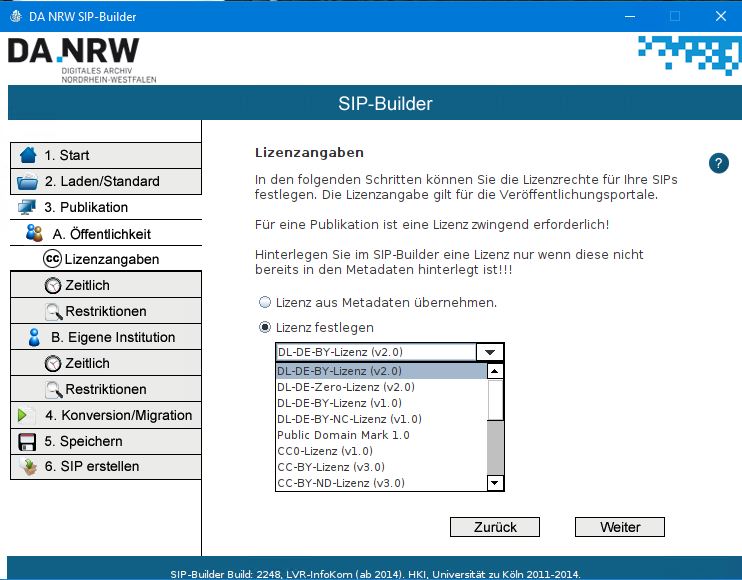 DA NRW SIP-Builder
DA.NRW
DIGITALES ARCHIV
NORDRHEIN-WESTFALEN
SIP-Builder
1. Start
2. Laden/Standard
3. Publikation
A. Öffentlichkeit
cc Lizenzangaben
Zeitlich
Restriktionen
B. Eigene Institution
Zeitlich
Restriktionen
4. Konversion/Migration
5. Speichern
6. SIP erstellen
Lizenzangaben
?
In den folgenden Schritten können Sie die Lizenzrechte für Ihre SIPs
festlegen. Die Lizenzangabe gilt für die Veröffentlichungsportale.
Für eine Publikation ist eine Lizenz zwingend erforderlich!
Hinterlegen Sie im SIP-Builder eine Lizenz nur wenn diese nicht
bereits in den Metadaten hinterlegt ist!!!
Lizenz aus Metadaten übernehmen.
Lizenz festlegen
DL-DE-BY-Lizenz (v2.0)
DL-DE-BY-Lizenz (v2.0)
DL-DE-Zero-Lizenz (v2.0)
DL-DE-BY-Lizenz (v1.0)
DL-DE-BY-NC-Lizenz (v1.0)
Public Domain Mark 1.0
CC0-Lizenz (v1.0)
CC-BY-Lizenz (v3.0)
CC-BY-ND-Lizenz (v3.0)
Zurück
Weiter
SIP-Builder Build: 2248, LVR-InfoKom (ab 2014), HKI, Universität zu Köln 2011-2014.